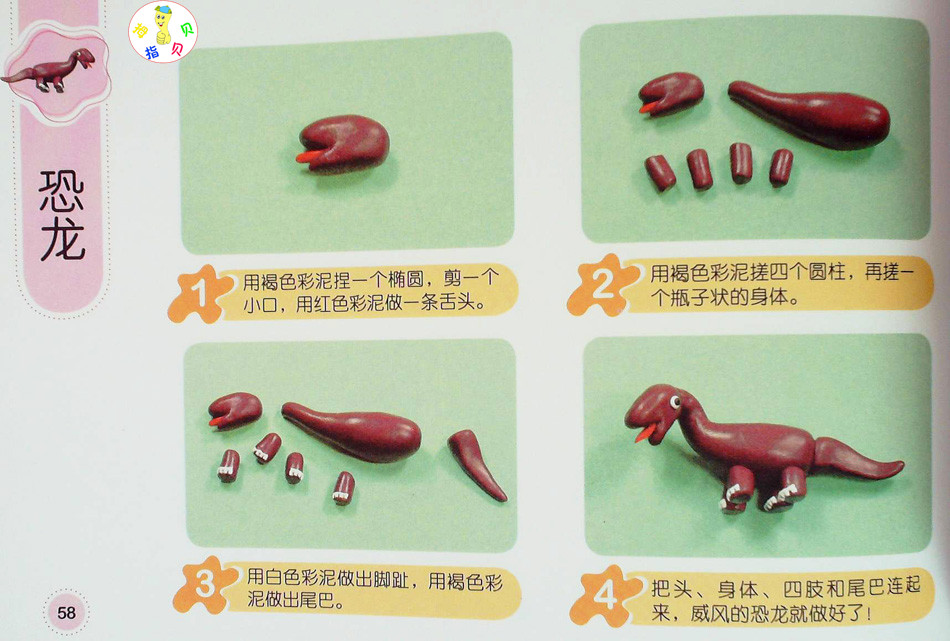 咕
指
贝
贝
恐龙
1
用褐色彩泥捏一个椭圆，剪一个
小口，用红色彩泥做一条舌头。
2
用褐色彩泥搓四个圆柱，再搓一
个瓶子状的身体。
3
用白色彩泥做出脚趾，用褐色彩
泥做出尾巴。
4
把头、身体、四肢和尾巴连起
来，威风的恐龙就做好了！
58